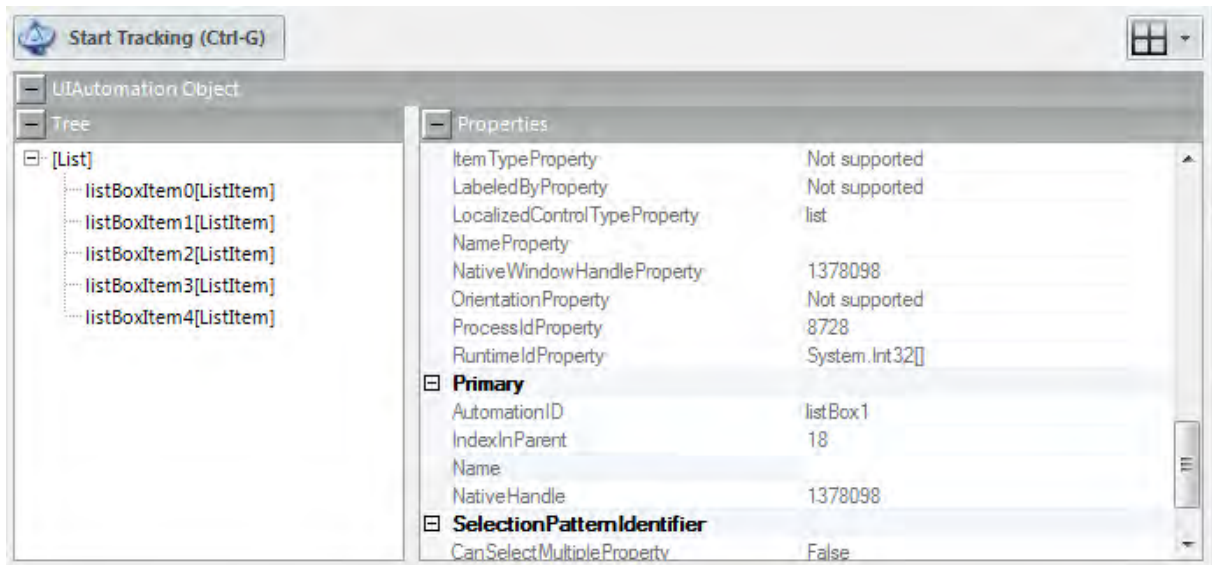 Start Tracking (Ctrl-G)
UIAutomation Object
Tree
[List]
listBoxItem0[ListItem]
listBoxItem1[ListItem]
listBoxItem2[ListItem]
listBoxItem3[ListItem]
listBoxItem4[ListItem]
Properties
ItemTypeProperty Not supported
LabeledByProperty Not supported
LocalizedControlTypeProperty list
NameProperty
NativeWindowHandleProperty 1378098
OrientationProperty Not supported
ProcessIdProperty 8728
RuntimeIdProperty System.Int32[]
Primary
AutomationID listBox1
IndexInParent 18
Name
NativeHandle 1378098
SelectionPatternIdentifier
CanSelectMultipleProperty False